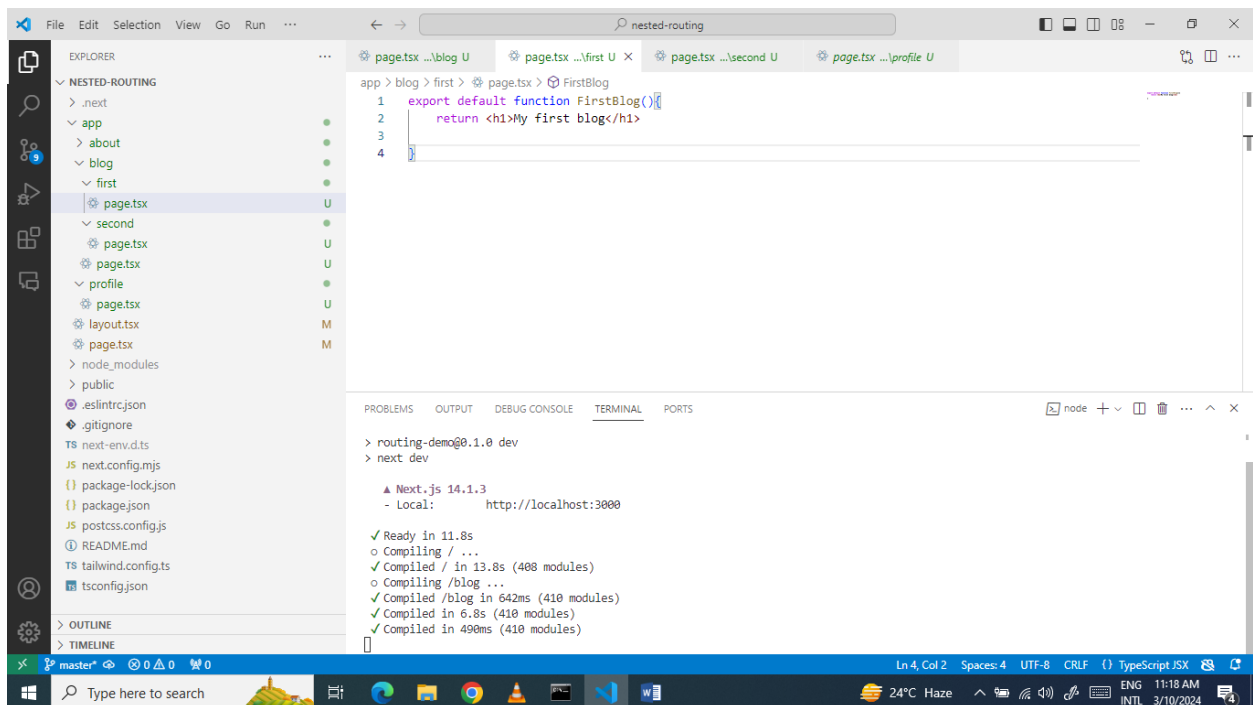 File Edit Selection View Go Run ···
nested-routing
EXPLORER
NESTED-ROUTING
.next
app
about
blog
first
page.tsx U
second
page.tsx U
page.tsx U
profile
page.tsx U
layout.tsx M
page.tsx M
node_modules
public
.eslintrc.json
.gitignore
TS next-env.d.ts
JS next.config.mjs
{} package-lock.json
{} package.json
JS postcss.config.js
README.md
TS tailwind.config.ts
TS tsconfig.json
OUTLINE
TIMELINE
9
page.tsx ...\blog U page.tsx ...\first U page.tsx ...\second U page.tsx ...\profile U
app > blog > first > page.tsx > FirstBlog
1 export default function FirstBlog(){
2 return <h1>My first blog</h1>
3
4 }
PROBLEMS OUTPUT DEBUG CONSOLE TERMINAL PORTS
node
> routing-demo@0.1.0 dev
> next dev
▲ Next.js 14.1.3
- Local: http://localhost:3000
✓ Ready in 11.8s
○ Compiling / ...
✓ Compiled / in 13.8s (408 modules)
○ Compiling /blog ...
✓ Compiled /blog in 642ms (410 modules)
✓ Compiled in 6.8s (410 modules)
✓ Compiled in 490ms (410 modules)
master* 0 0 0
Ln 4, Col 2 Spaces: 4 UTF-8 CRLF {} TypeScript JSX
Type here to search
24°C Haze
ENG
INTL
11:18 AM
3/10/2024
4